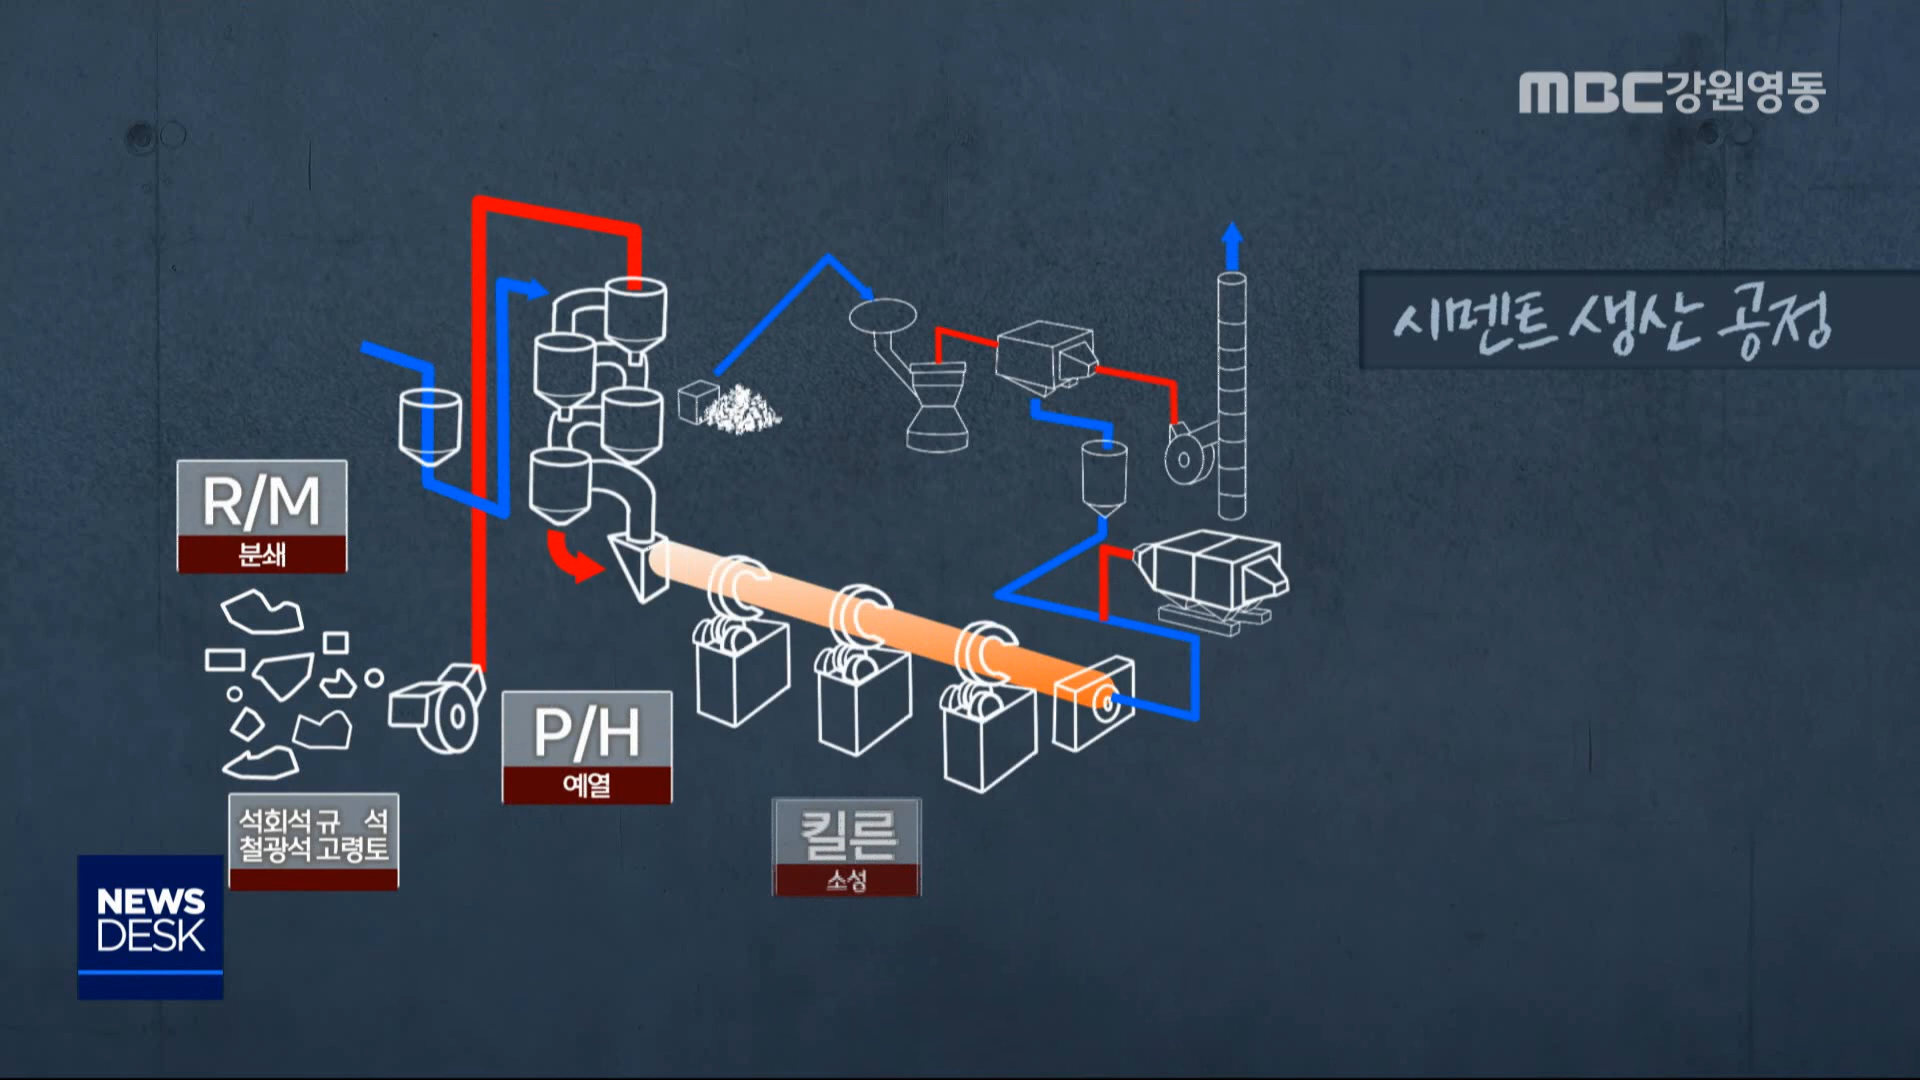 MBC강원영동
시멘트 생산 공정
R/M
분쇄
P/H
예열
석회석 규 석
철광석 고령토
킬른
소성
NEWS
DESK